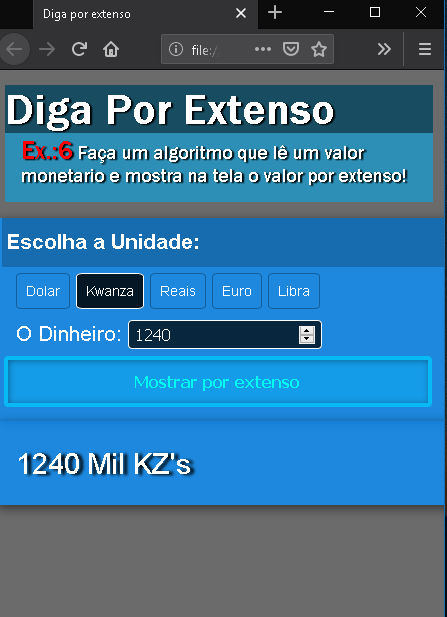 Diga por extenso
file:/
Diga Por Extenso
Ex.:6 Faça um algoritmo que lê um valor
monetario e mostra na tela o valor por extenso!
Escolha a Unidade:
Dolar Kwanza Reais Euro Libra
O Dinheiro: 1240
Mostrar por extenso
1240 Mil KZ's